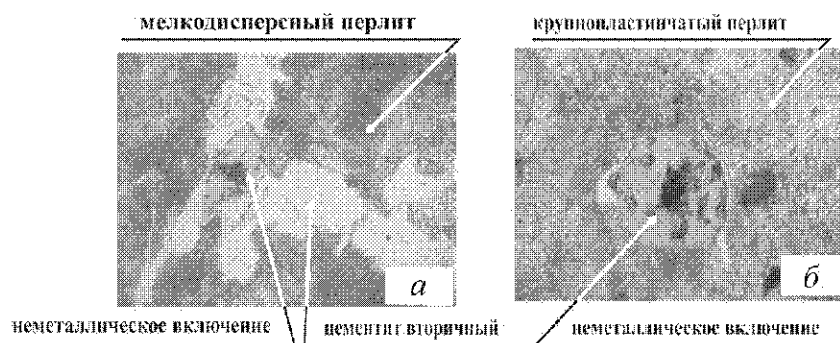 мелкодисперсный перлит
крупнопластинчатый перлит
а
б
неметаллическое включение
цементит вторичный
неметаллическое включение